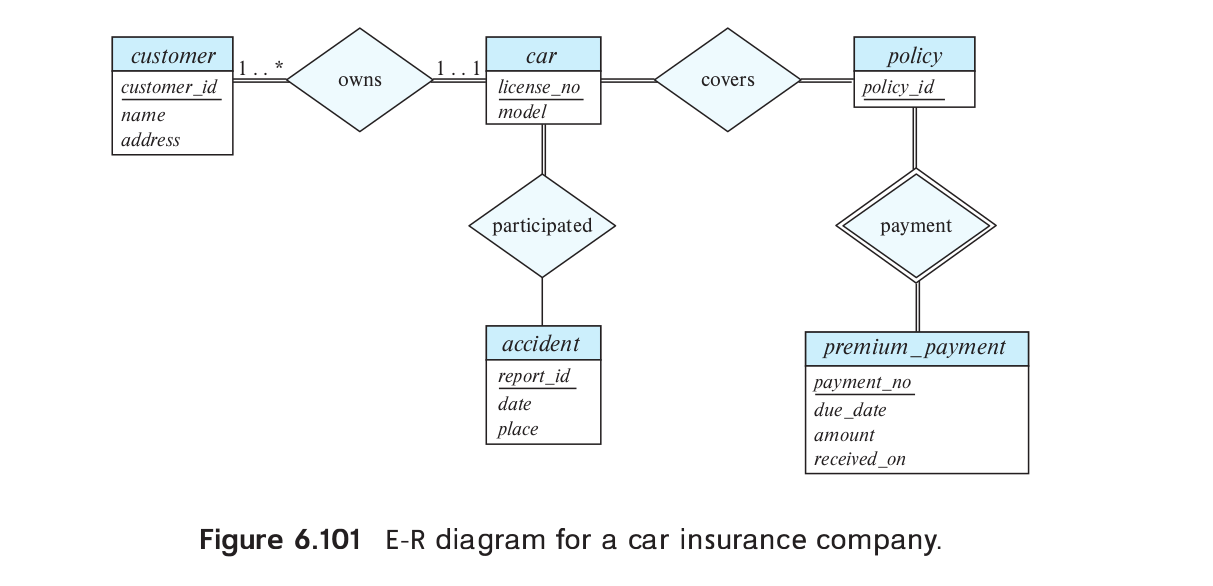 customer
1..*
owns
1..1
car
covers
policy
customer_id
name
address
license_no
model
policy_id
participated
payment
accident
report_id
date
place
premium_payment
payment_no
due_date
amount
received_on
Figure 6.101 E-R diagram for a car insurance company.